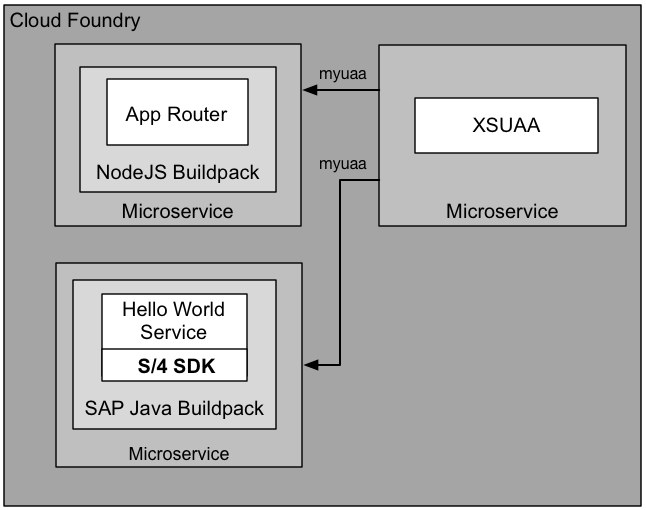 Cloud Foundry
App Router
NodeJS Buildpack
Microservice
myuaa
myuaa
XSUAA
Microservice
Hello World
Service
S/4 SDK
SAP Java Buildpack
Microservice